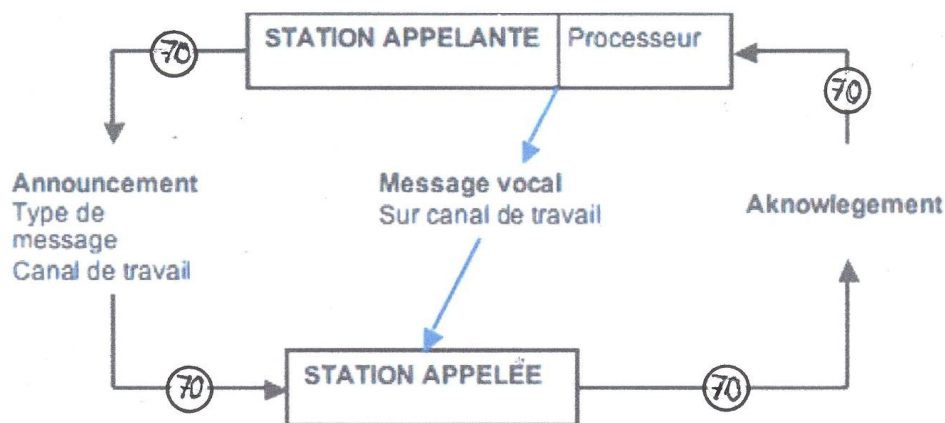 STATION APPELANTE
Processeur
70
70
Announcement
Type de
message
Canal de travail
Message vocal
Sur canal de travail
Aknowlegement
70
STATION APPELÉE
70